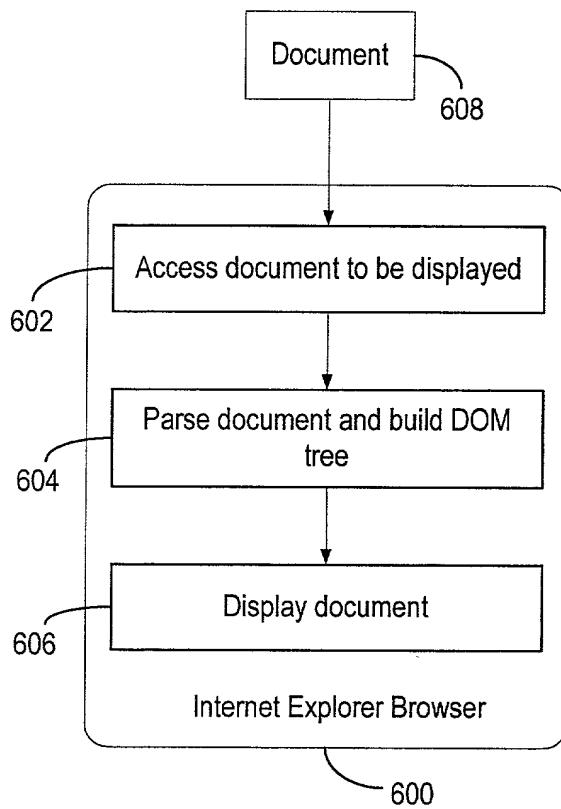 Document
608
Access document to be displayed
602
Parse document and build DOM
tree
604
Display document
606
Internet Explorer Browser
600